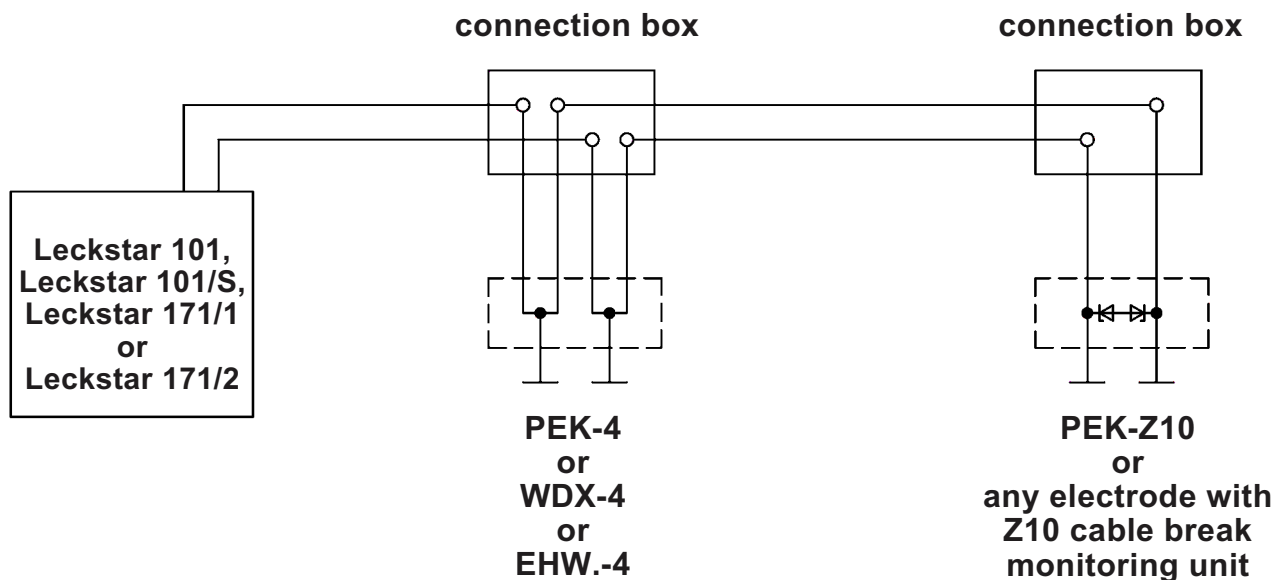 connection box
connection box
Leckstar 101,
Leckstar 101/S,
Leckstar 171/1
or
Leckstar 171/2
PEK-4
or
WDX-4
or
EHW.-4
PEK-Z10
or
any electrode with
Z10 cable break
monitoring unit